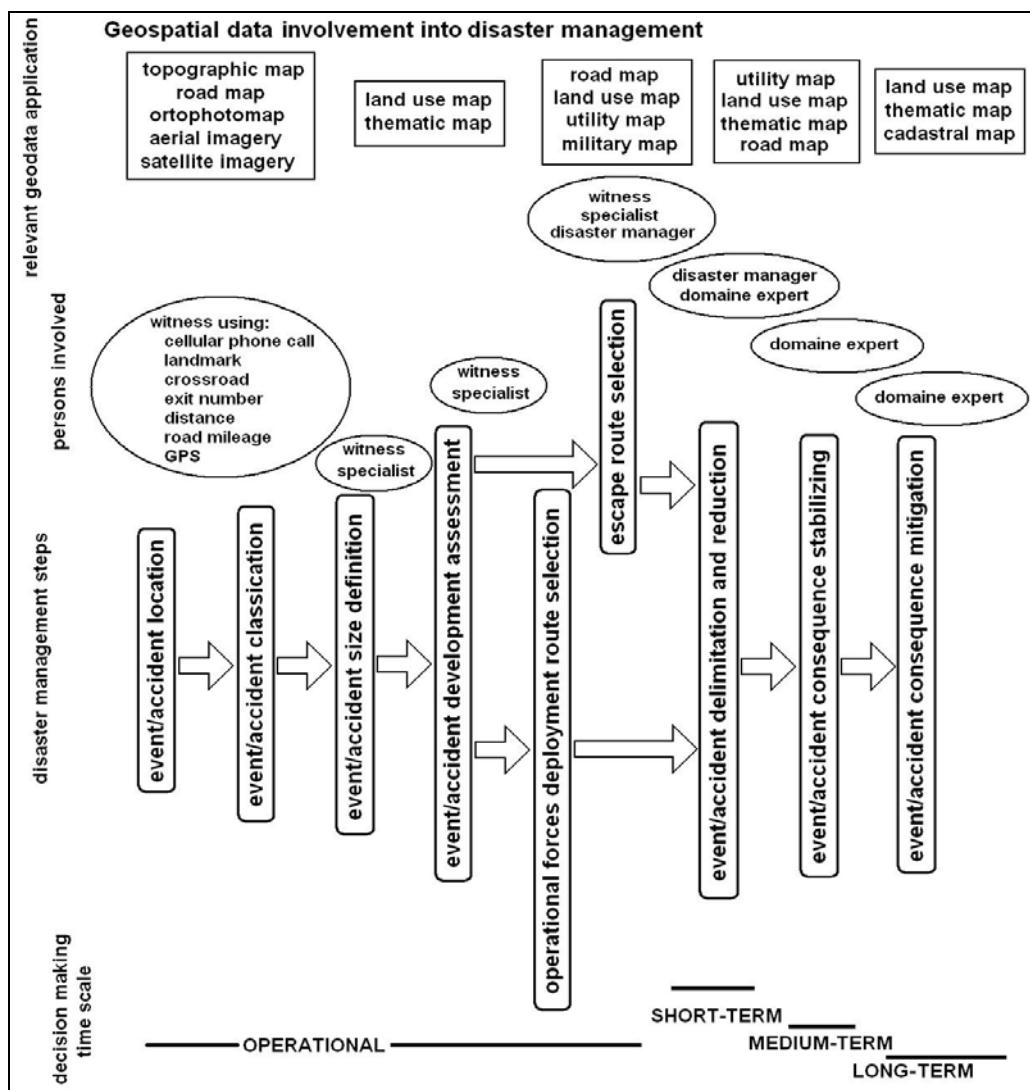 Geospatial data involvement into disaster management
relevant geodata application
topographic map
road map
ortophotomap
aerial imagery
satellite imagery
land use map
thematic map
road map
land use map
utility map
military map
utility map
land use map
thematic map
road map
land use map
thematic map
cadastral map
persons involved
witness using:
cellular phone call
landmark
crossroad
exit number
distance
road mileage
GPS
witness
specialist
witness
specialist
witness
specialist
disaster manager
disaster manager
domaine expert
domaine expert
domaine expert
disaster management steps
event/accident location
event/accident classication
event/accident size definition
event/accident development assessment
operational forces deployment route selection
escape route selection
event/accident delimitation and reduction
event/accident consequence stabilizing
event/accident consequence mitigation
decision making
time scale
OPERATIONAL
SHORT-TERM
MEDIUM-TERM
LONG-TERM